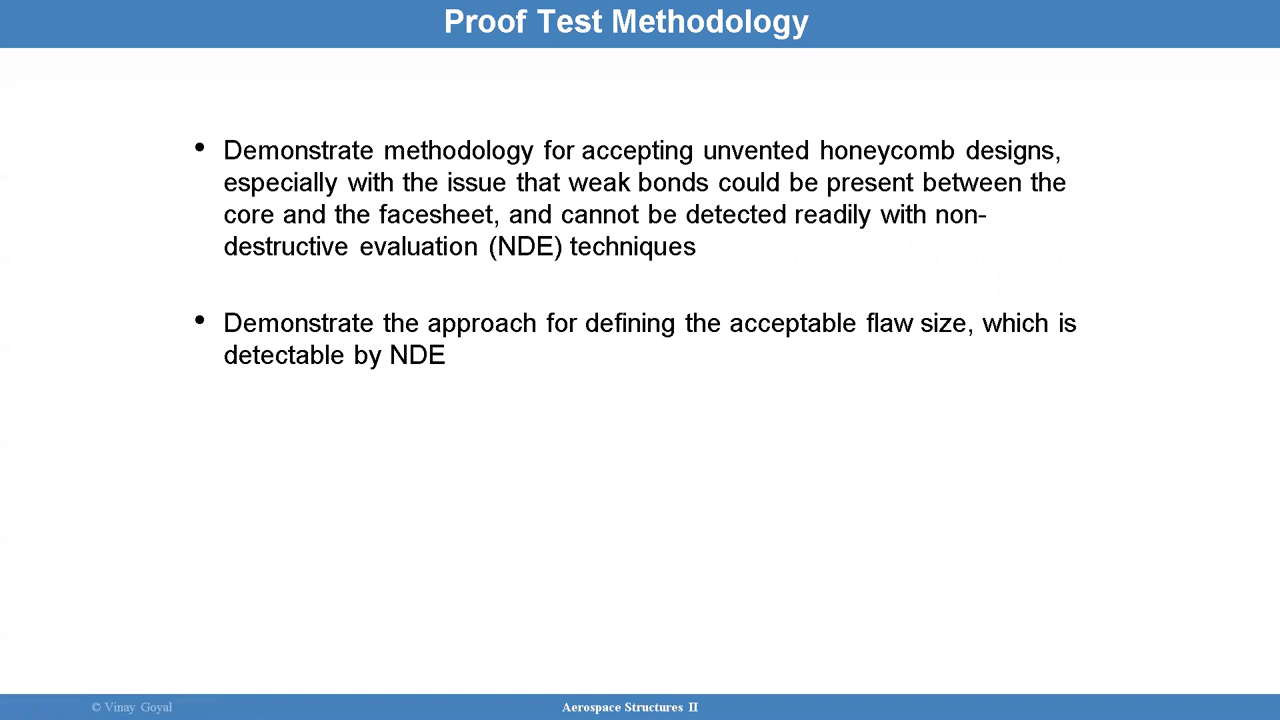 Proof Test Methodology
• Demonstrate methodology for accepting unvented honeycomb designs,
especially with the issue that weak bonds could be present between the
core and the facesheet, and cannot be detected readily with non-
destructive evaluation (NDE) techniques
• Demonstrate the approach for defining the acceptable flaw size, which is
detectable by NDE
© Vinay Goyal
Aerospace Structures II